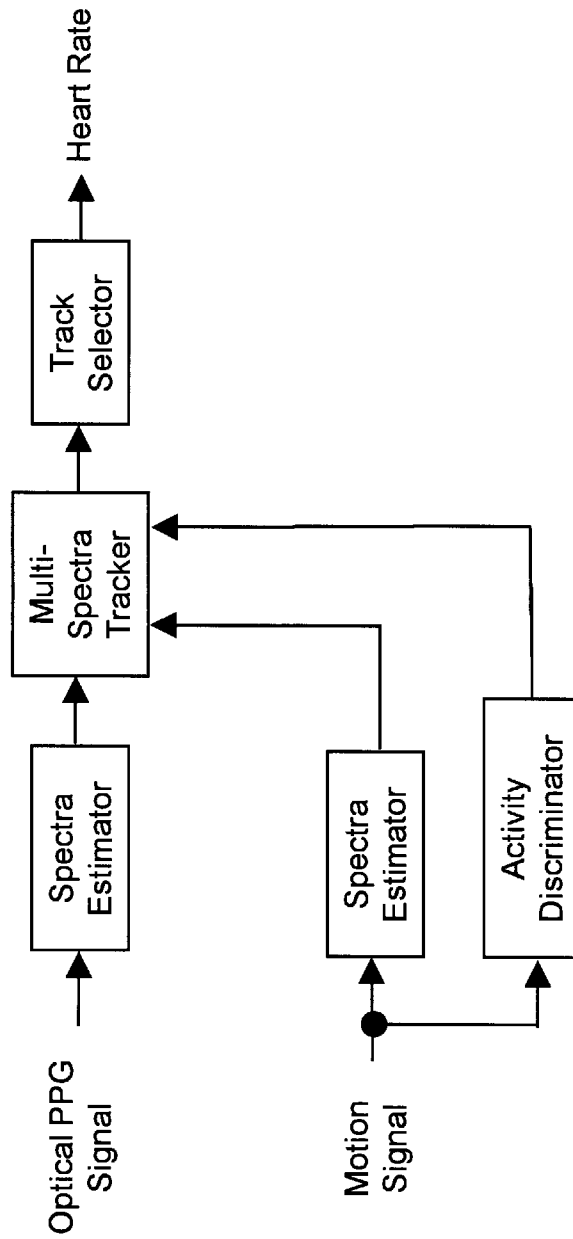 Optical PPG
Signal
Spectra
Estimator
Multi-
Spectra
Tracker
Track
Selector
Heart Rate
Motion
Signal
Spectra
Estimator
Activity
Discriminator